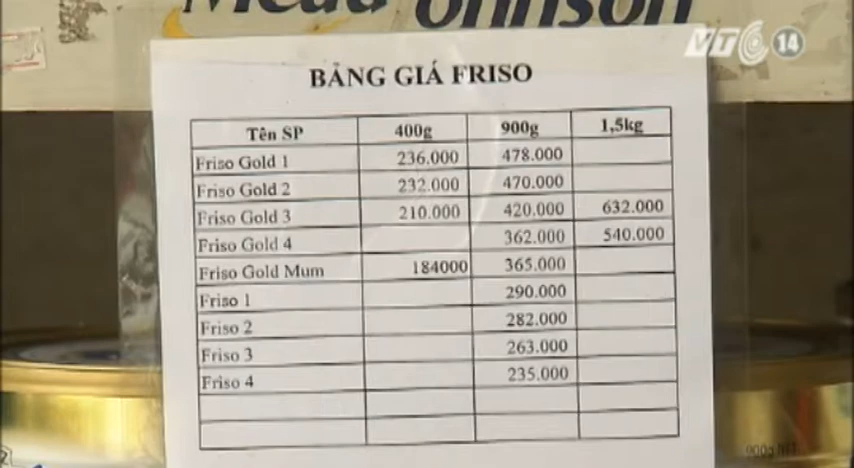 Mead Johnson
VTC 14
BẢNG GIÁ FRISO
Tên SP 400g 900g 1,5kg
Friso Gold 1 236.000 478.000
Friso Gold 2 232.000 470.000
Friso Gold 3 210.000 420.000 632.000
Friso Gold 4 362.000 540.000
Friso Gold Mum 184000 365.000
Friso 1 290.000
Friso 2 282.000
Friso 3 263.000
Friso 4 235.000
900g NET